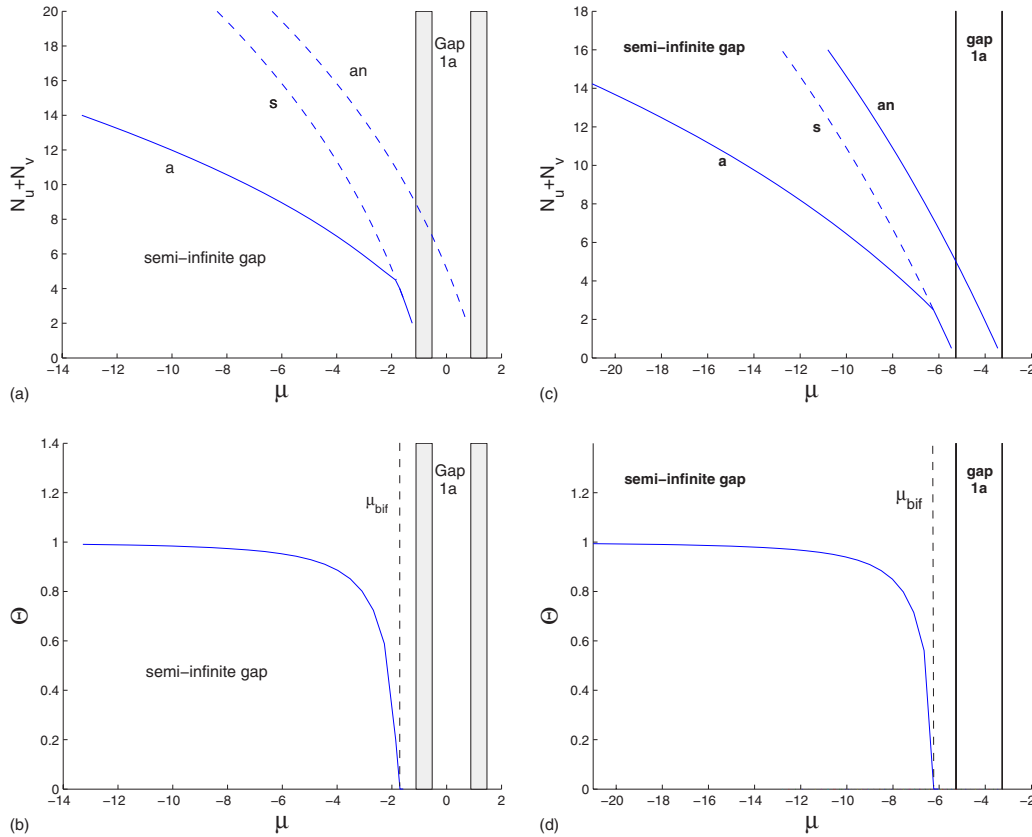 20
18
16
14
12
10
8
6
4
2
0
N_u+N_v
Gap
1a
an
s
a
semi−infinite gap
−14
−12
−10
−8
−6
−4
−2
0
2
μ
(a)
18
16
14
12
10
8
6
4
2
0
N_u+N_v
semi−infinite gap
gap
1a
an
s
a
−20
−18
−16
−14
−12
−10
−8
−6
−4
−2
μ
(c)
1.4
1.2
1
0.8
0.6
0.4
0.2
0
Θ
Gap
1a
μ_bif
semi−infinite gap
−14
−12
−10
−8
−6
−4
−2
0
2
μ
(b)
1.2
1
0.8
0.6
0.4
0.2
0
Θ
semi−infinite gap
gap
1a
μ_bif
−20
−18
−16
−14
−12
−10
−8
−6
−4
−2
μ
(d)